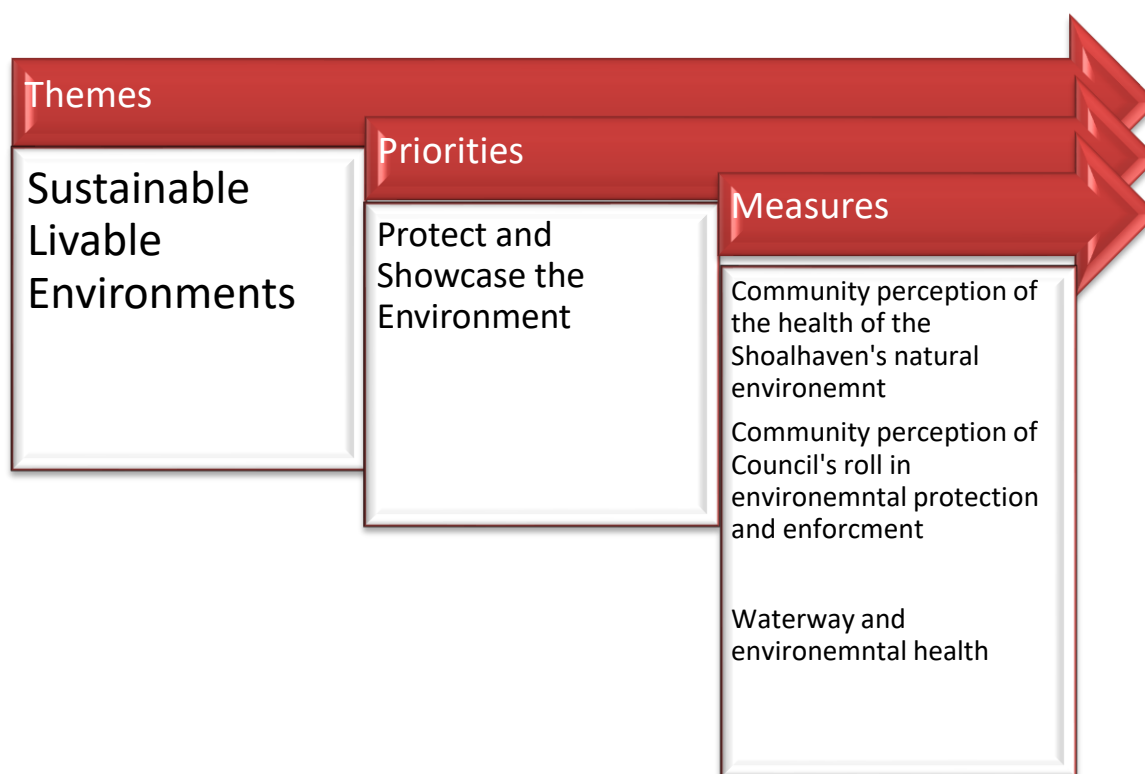 Themes
Sustainable
Livable
Environments
Priorities
Protect and
Showcase the
Environment
Measures
Community perception of
the health of the
Shoalhaven's natural
environemnt
Community perception of
Council's roll in
environemntal protection
and enforcment
Waterway and
environemntal health